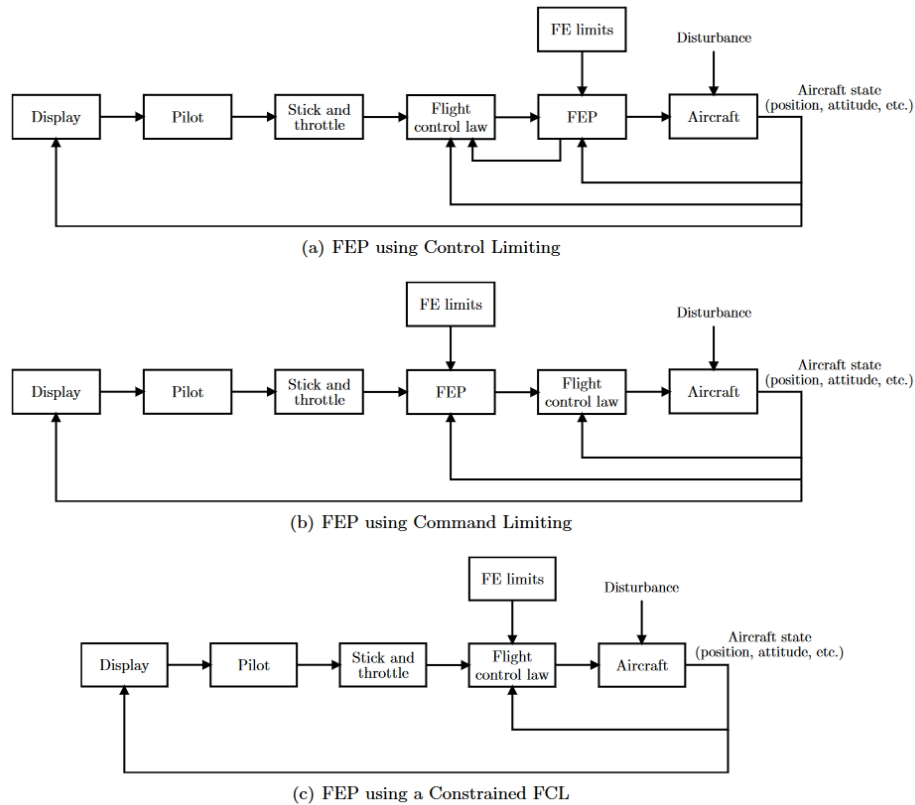 FE limits
Disturbance
Aircraft state
(position, attitude, etc.)
Display
Pilot
Stick and
throttle
Flight
control law
FEP
Aircraft
(a) FEP using Control Limiting
FE limits
Disturbance
Aircraft state
(position, attitude, etc.)
Display
Pilot
Stick and
throttle
FEP
Flight
control law
Aircraft
(b) FEP using Command Limiting
FE limits
Disturbance
Aircraft state
(position, attitude, etc.)
Display
Pilot
Stick and
throttle
Flight
control law
Aircraft
(c) FEP using a Constrained FCL